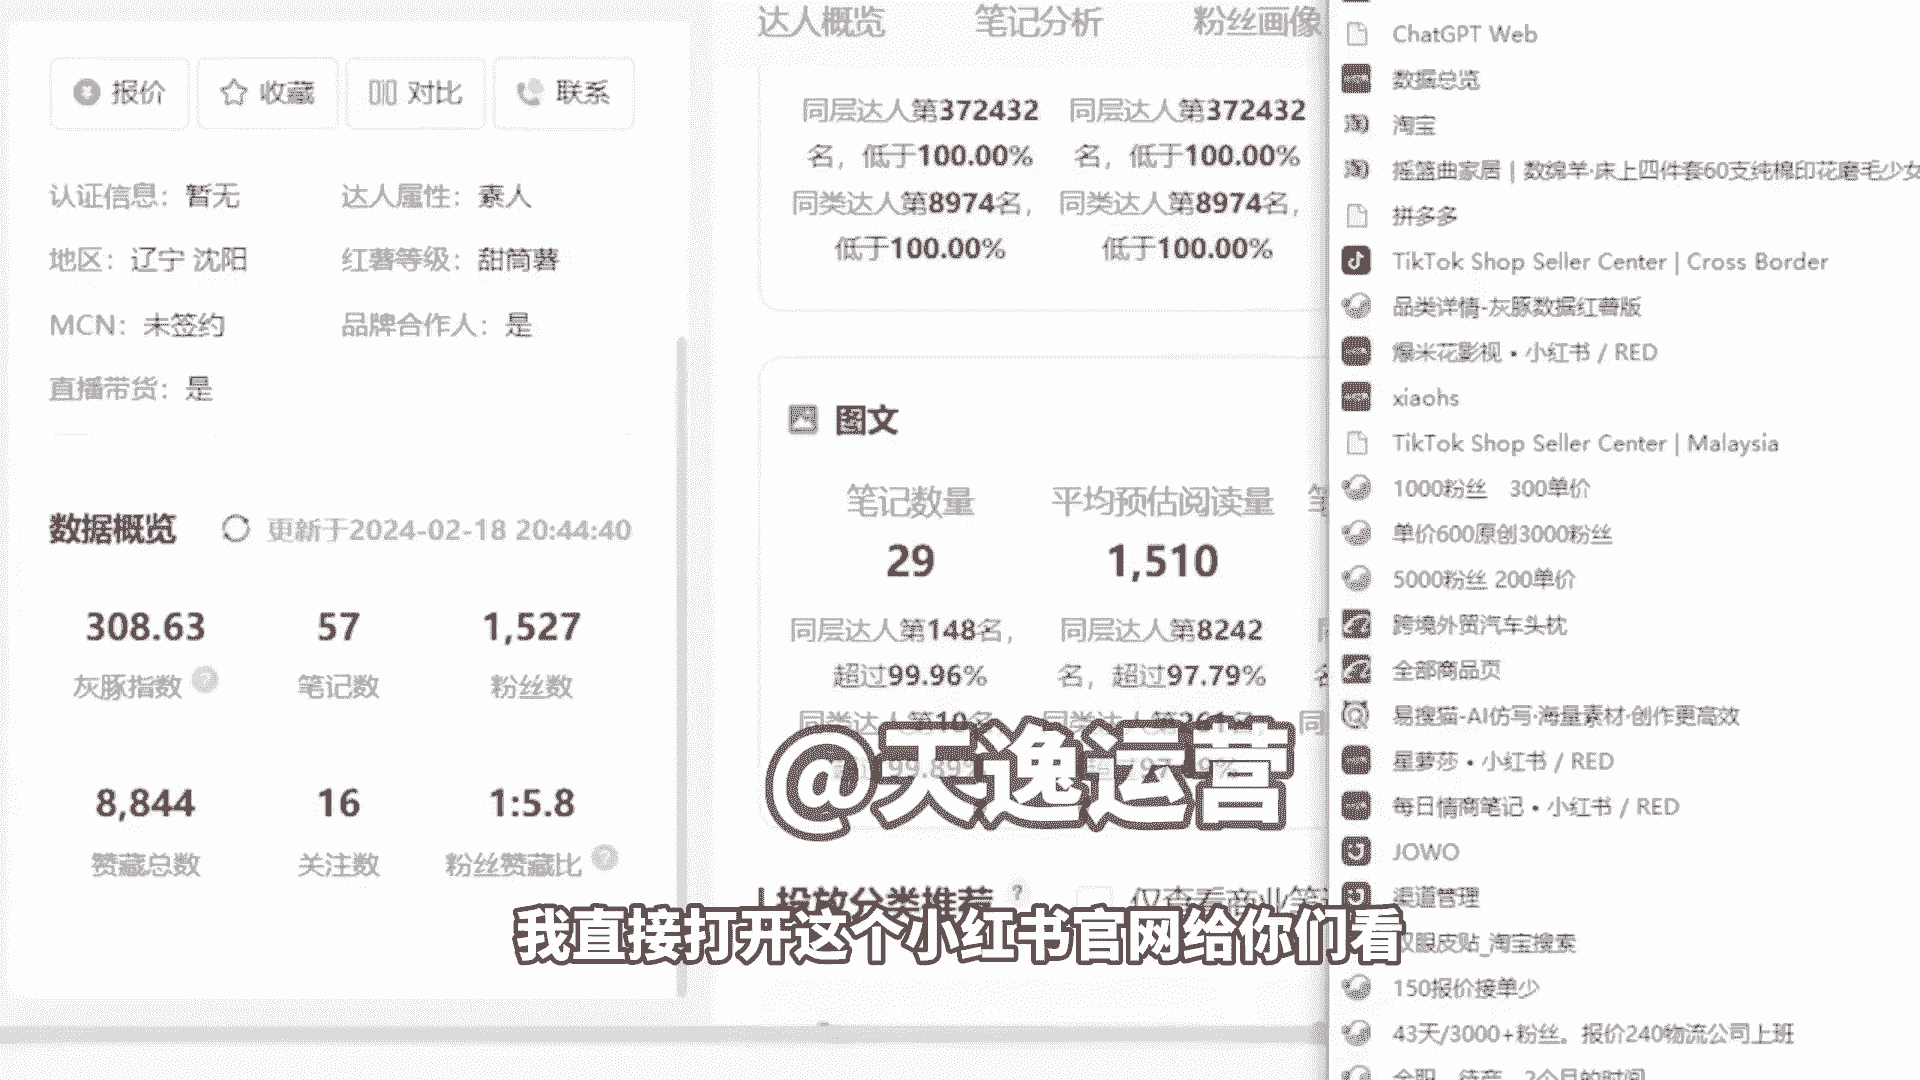 报价
收藏
对比
联系
认证信息：暂无
达人属性：素人
地区：辽宁 沈阳
红薯等级：甜筒薯
MCN：未签约
品牌合作人：是
直播带货：是
数据概览
更新于2024-02-18 20:44:40
308.63
57
1,527
灰豚指数
笔记数
粉丝数
8,844
16
1:5.8
赞藏总数
关注数
粉丝赞藏比
达人概览
笔记分析
粉丝画像
同层达人第372432
名，低于100.00%
同类达人第8974名，
低于100.00%
同层达人第372432
名，低于100.00%
同类达人第8974名，
低于100.00%
图文
笔记数量
29
同层达人第148名，
超过99.96%
平均预估阅读量
1,510
同层达人第8242
名，超过97.79%
@天逸运营
投放分类推荐
仅查看商业笔
我直接打开这个小红书官网给你们看
ChatGPT Web
数据总览
淘宝
摇篮曲家居 | 数绵羊·床上四件套60支纯棉印花磨毛少女
拼多多
TikTok Shop Seller Center | Cross Border
品类详情-灰豚数据红薯版
爆米花影视 • 小红书 / RED
xiaohs
TikTok Shop Seller Center | Malaysia
1000粉丝 300单价
单价600原创3000粉丝
5000粉丝 200单价
跨境外贸汽车头枕
全部商品页
易搜猫-AI仿写·海量素材·创作更高效
星萝莎 • 小红书 / RED
每日情商笔记 • 小红书 / RED
JOWO
渠道管理
双眼皮贴_淘宝搜索
150报价接单少
43天/3000+粉丝。报价240物流公司上班